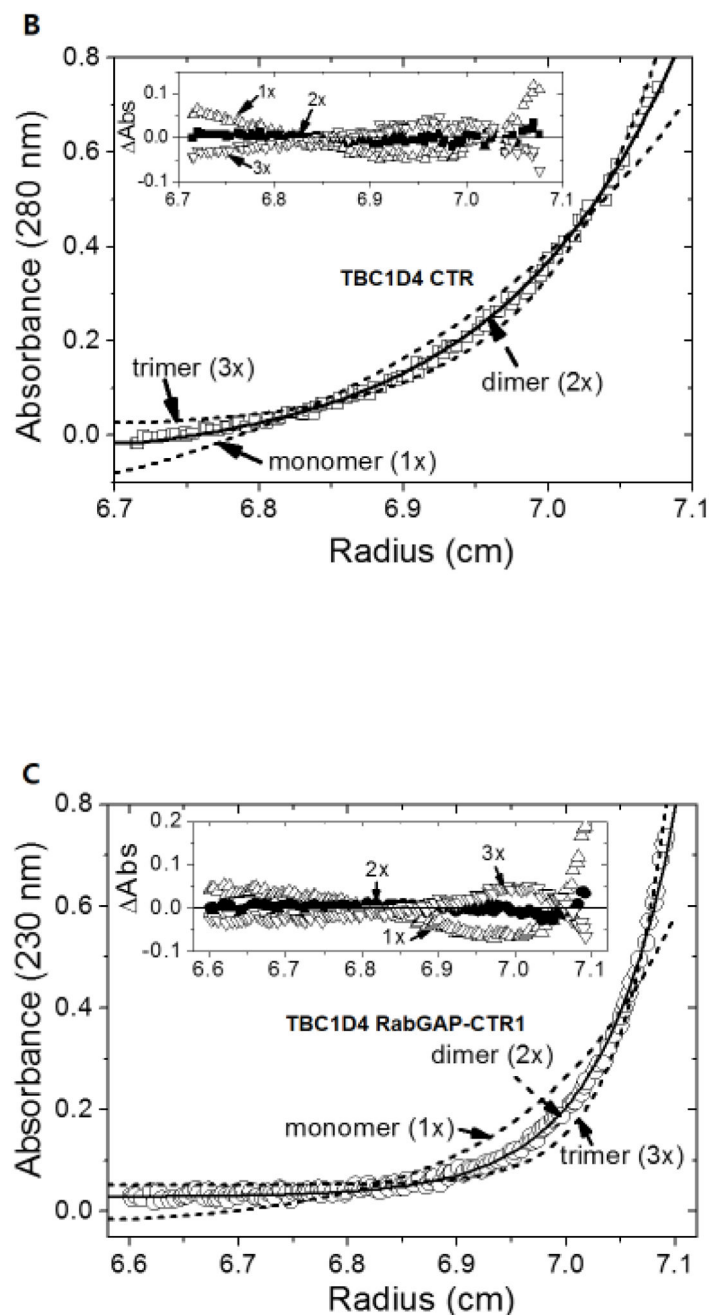 B
ΔAbs
0.1
0.0
-0.1
1x
2x
3x
6.7 6.8 6.9 7.0 7.1
Absorbance (280 nm)
0.8
0.6
0.4
0.2
0.0
TBC1D4 CTR
trimer (3x)
dimer (2x)
monomer (1x)
6.7 6.8 6.9 7.0 7.1
Radius (cm)
C
ΔAbs
0.2
0.1
0.0
-0.1
2x
3x
1x
6.6 6.7 6.8 6.9 7.0 7.1
Absorbance (230 nm)
0.8
0.6
0.4
0.2
0.0
TBC1D4 RabGAP-CTR1
dimer (2x)
monomer (1x)
trimer (3x)
6.6 6.7 6.8 6.9 7.0 7.1
Radius (cm)